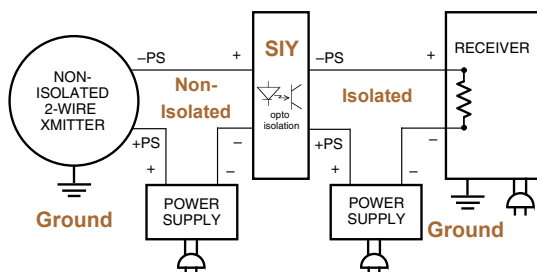 –PS
+
SIY
–PS
+
RECEIVER
NON-
ISOLATED
2-WIRE
XMITTER
Non-
Isolated
opto
isolation
Isolated
+PS
–
+PS
–
+
–
+
–
POWER
SUPPLY
POWER
SUPPLY
Ground
Ground